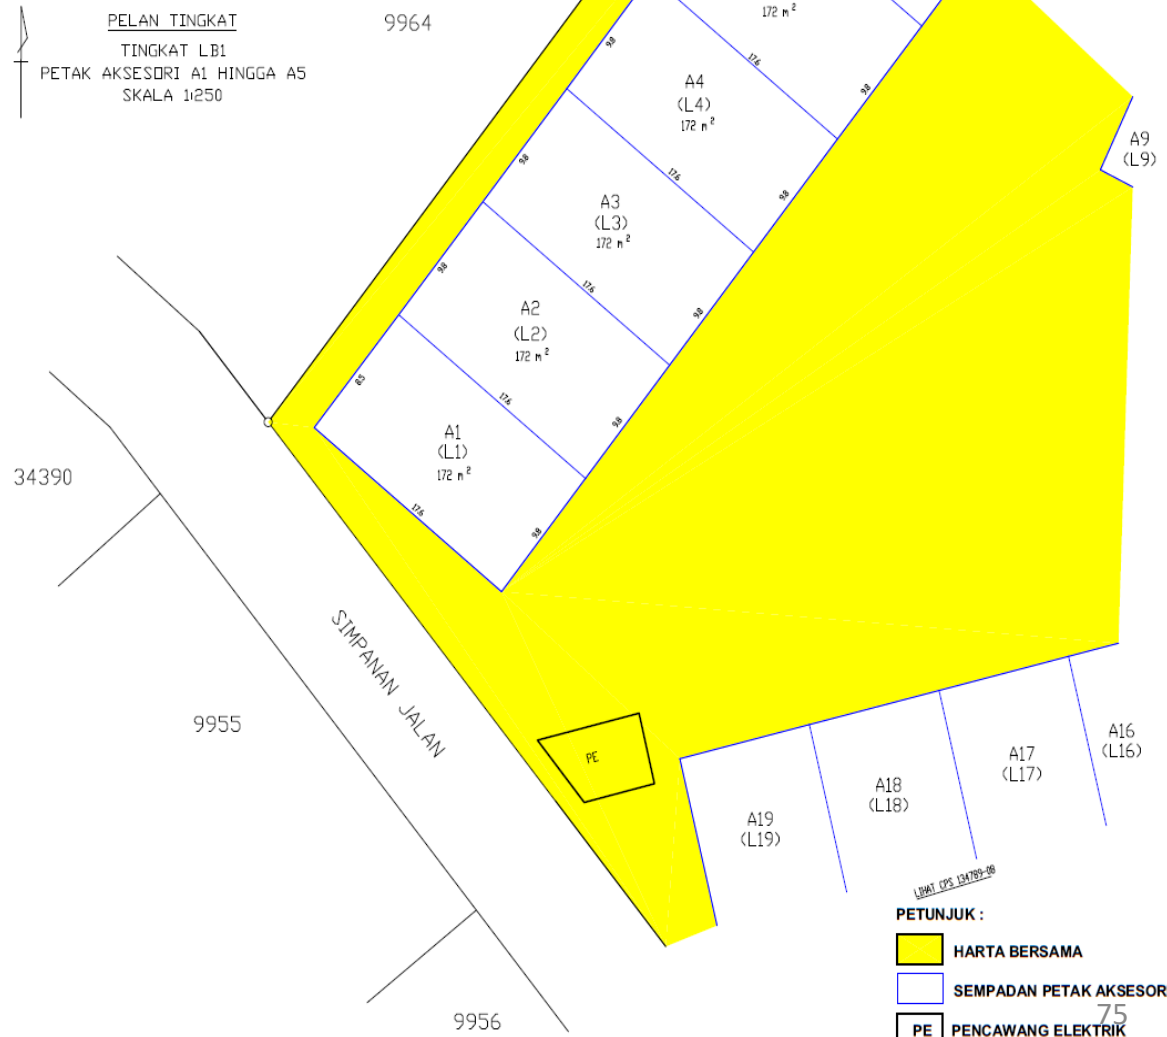 PELAN TINGKAT
TINGKAT LB1
PETAK AKSESORI A1 HINGGA A5
SKALA 1:250
9964
172 m²
17.6
9.8
9.8
A4
(L4)
172 m²
A9
(L9)
9.8
17.6
9.8
A3
(L3)
172 m²
9.8
17.6
9.8
A2
(L2)
172 m²
8.5
17.6
9.8
A1
(L1)
172 m²
17.6
9.8
34390
SIMPANAN JALAN
9955
PE
A16
(L16)
A17
(L17)
A18
(L18)
A19
(L19)
LIHAT CPS 134789-08
PETUNJUK :
HARTA BERSAMA
SEMPADAN PETAK AKSESOR
75
PE PENCAWANG ELEKTRIK
9956